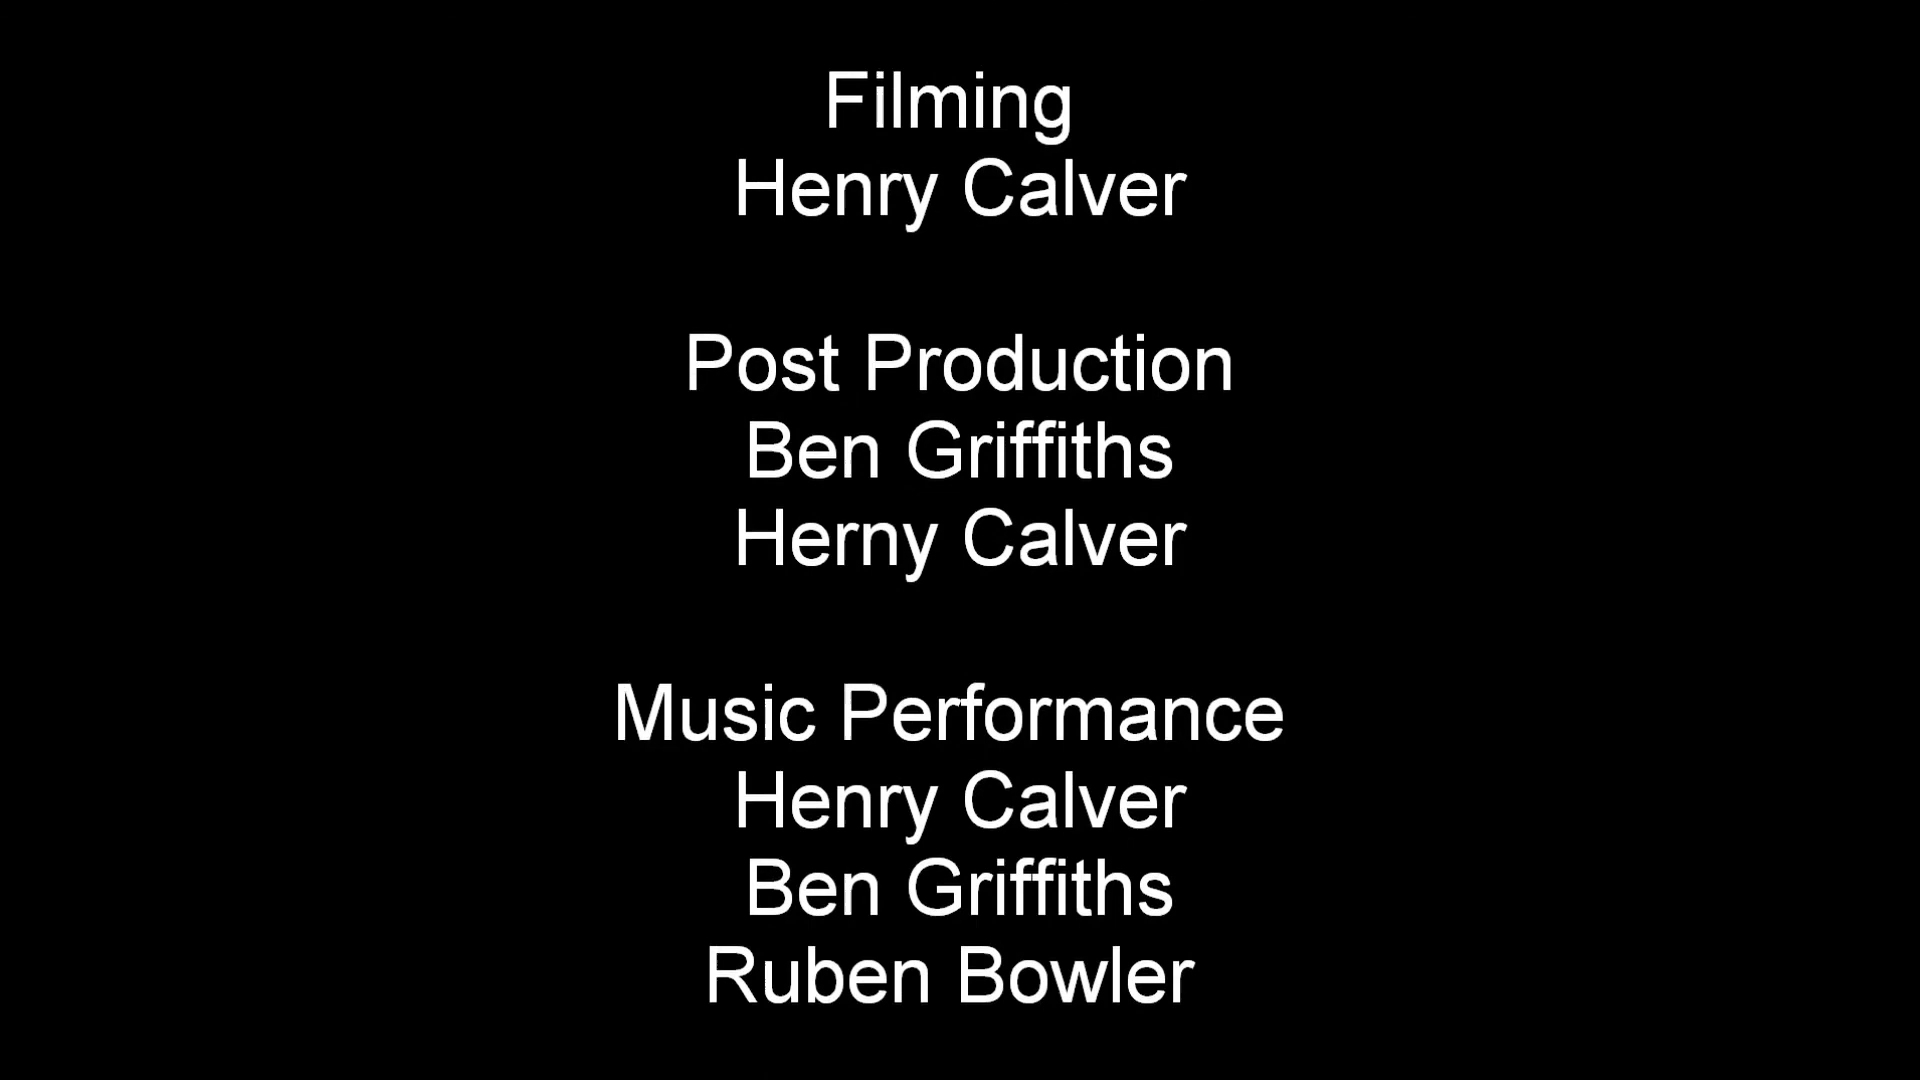 Filming
Henry Calver
Post Production
Ben Griffiths
Herny Calver
Music Performance
Henry Calver
Ben Griffiths
Ruben Bowler